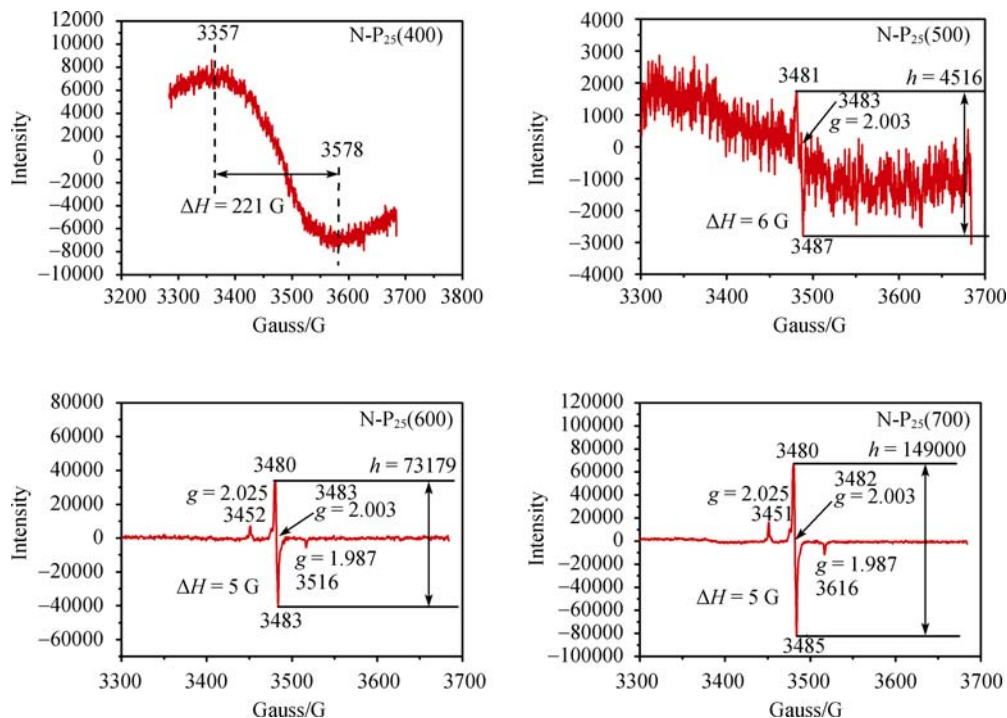 N-P₂₅(400)
12000
10000
8000
6000
4000
2000
0
−2000
−4000
−6000
−8000
−10000
Intensity
3357
3578
ΔH = 221 G
3200 3300 3400 3500 3600 3700 3800
Gauss/G
N-P₂₅(500)
4000
3000
2000
1000
0
−1000
−2000
−3000
−4000
Intensity
3481
h = 4516
3483
g = 2.003
ΔH = 6 G
3487
3300 3400 3500 3600 3700
Gauss/G
N-P₂₅(600)
80000
60000
40000
20000
0
−20000
−40000
−60000
Intensity
3480
h = 73179
g = 2.025
3452
3483
g = 2.003
g = 1.987
3516
ΔH = 5 G
3483
3300 3400 3500 3600 3700
Gauss/G
N-P₂₅(700)
120000
100000
80000
60000
40000
20000
0
−20000
−40000
−60000
−80000
−100000
Intensity
3480
h = 149000
3482
g = 2.003
g = 2.025
3451
g = 1.987
3616
ΔH = 5 G
3485
3300 3400 3500 3600 3700
Gauss/G